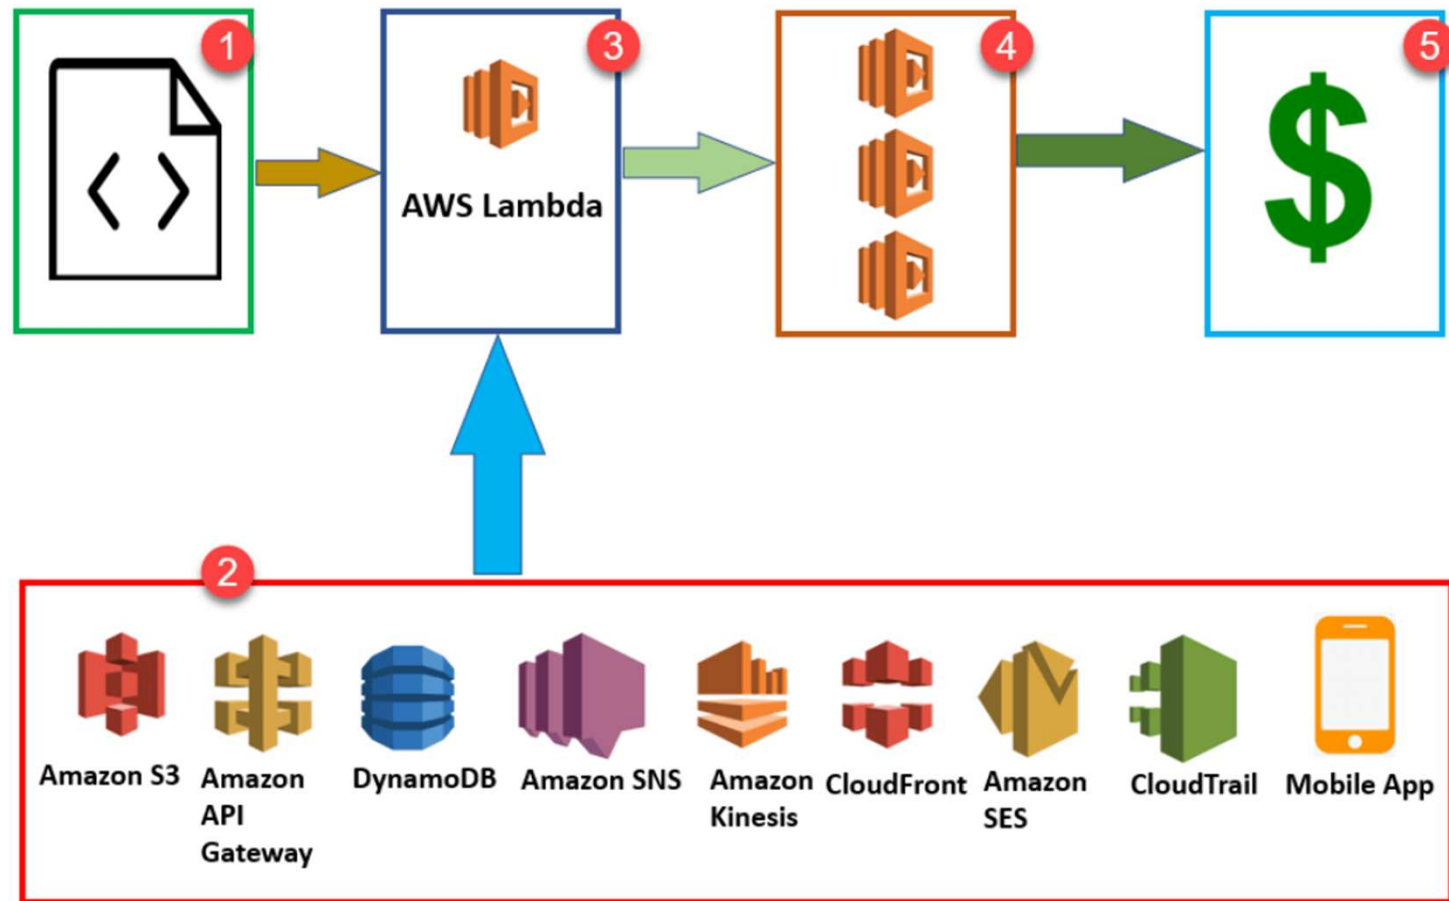 1
3
4
5
AWS Lambda
2
Amazon S3
Amazon
API
Gateway
DynamoDB
Amazon SNS
Amazon
Kinesis
CloudFront
Amazon
SES
CloudTrail
Mobile App
$